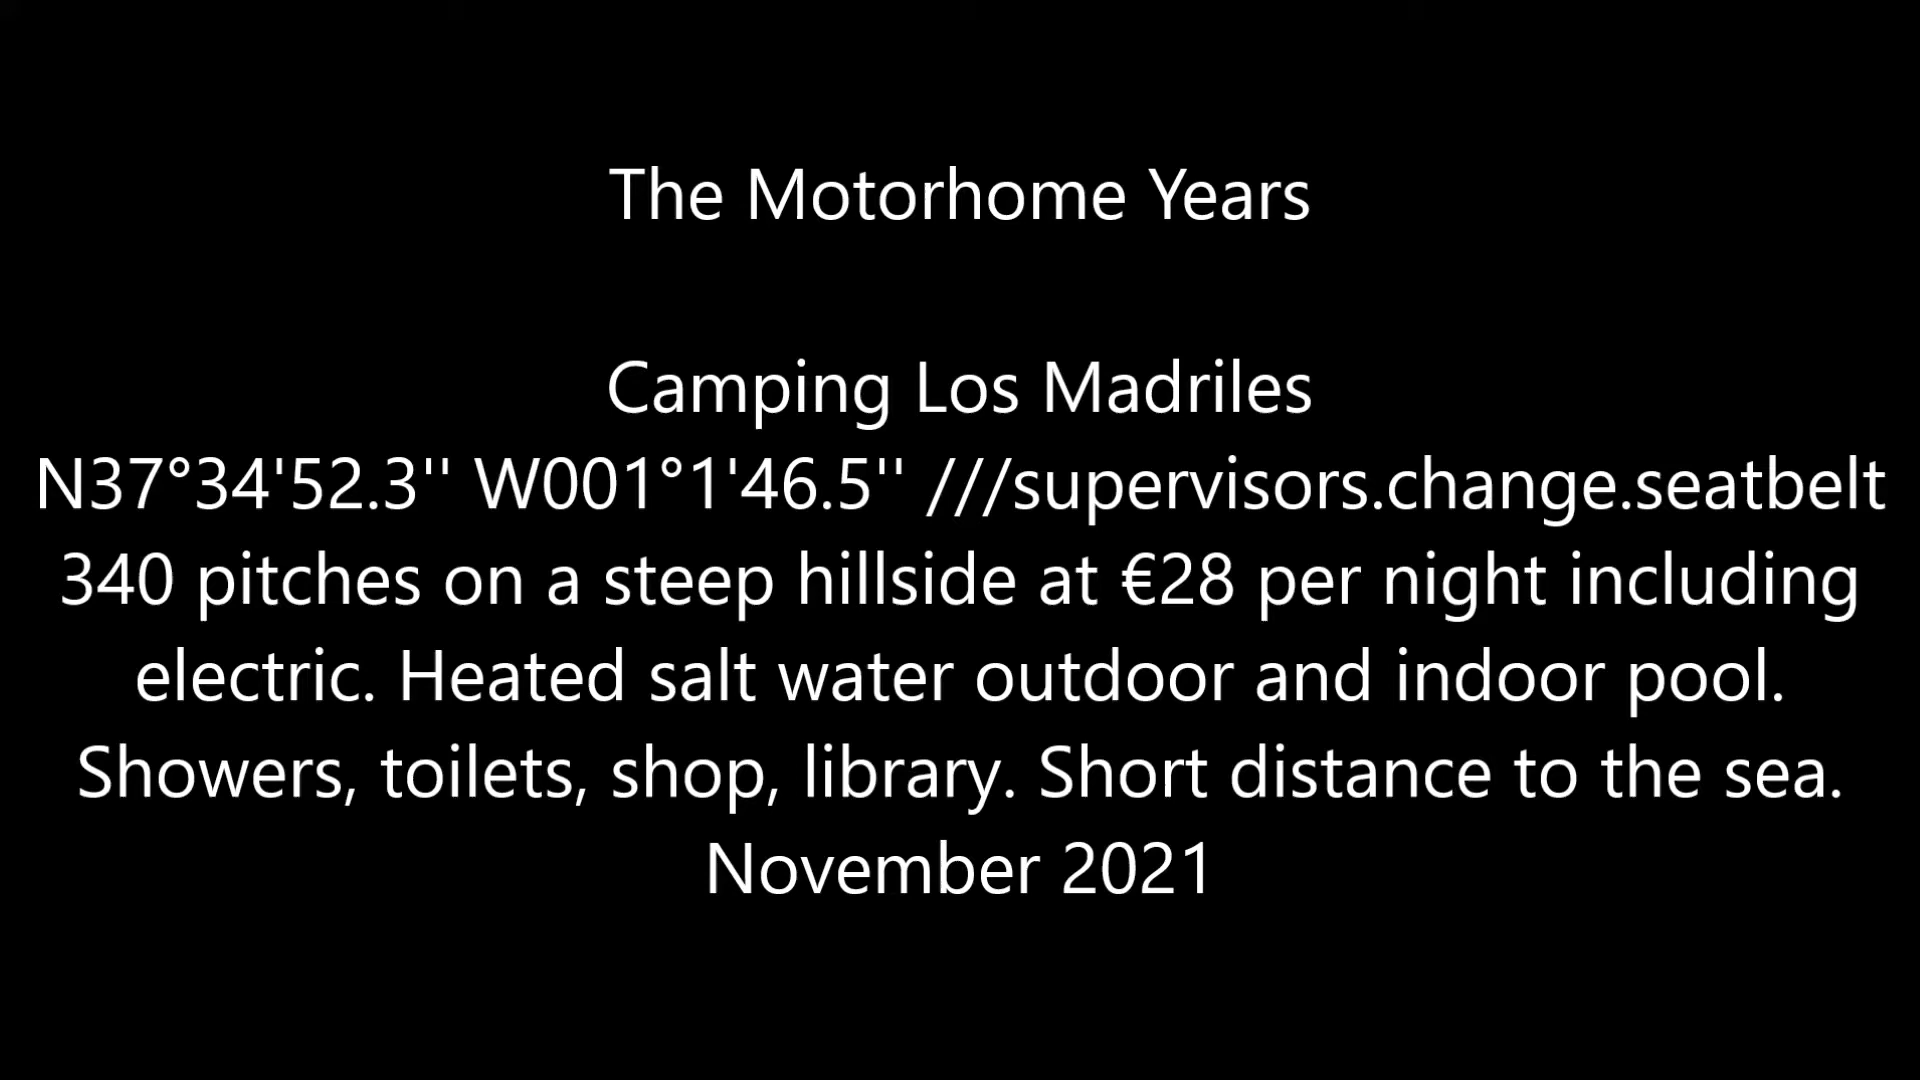 The Motorhome Years
Camping Los Madriles
N37°34'52.3'' W001°1'46.5'' ///supervisors.change.seatbelt
340 pitches on a steep hillside at €28 per night including
electric. Heated salt water outdoor and indoor pool.
Showers, toilets, shop, library. Short distance to the sea.
November 2021